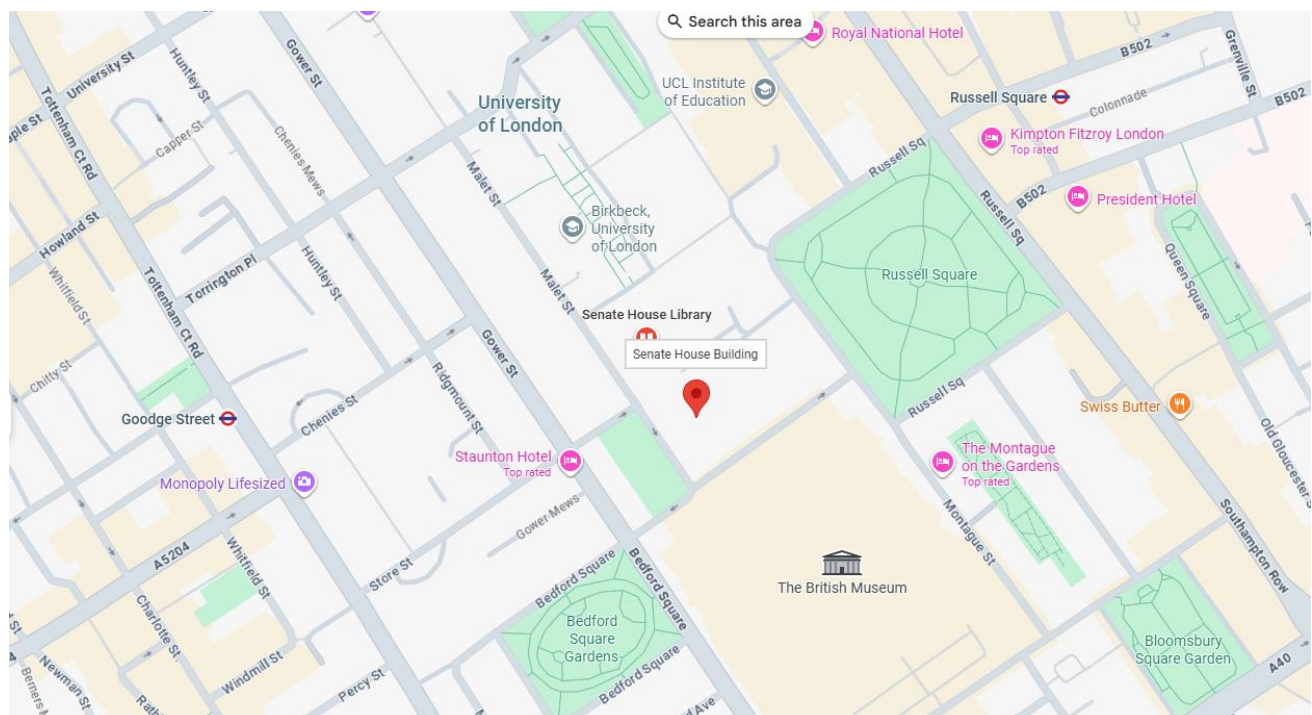 Search this area
Royal National Hotel
UCL Institute
of Education
University
of London
University St
Huntley St
Gower St
Tottenham Ct Rd
Capper St
Chenies Mews
Malet St
Russell Square
Colonnade
Grenville St
B502
B502
B502
Kimpton Fitzroy London
Top rated
President Hotel
Russell Sq
Russell Sq
Russell Square
Queen Square
Birkbeck,
University
of London
Howland St
Whitfield St
Torrington Pl
Huntley St
Malet St
Tottenham Ct Rd
Senate House Library
Senate House Building
Gower St
Ridgmount St
Chitty St
Goodge Street
Chenies St
Russell Sq
Swiss Butter
Old Gloucester
Staunton Hotel
Top rated
The Montague
on the Gardens
Top rated
Monopoly Lifesized
Gower Mews
Montague St
Southampton Row
A5204
Whitfield St
Store St
Bedford Square
Bedford Square
The British Museum
Charlotte St
Bedford
Square
Gardens
Bedford Square
Bloomsbury
Square Garden
A40
Windmill St
Percy St
Newman St
Berners
Rath
d Ave